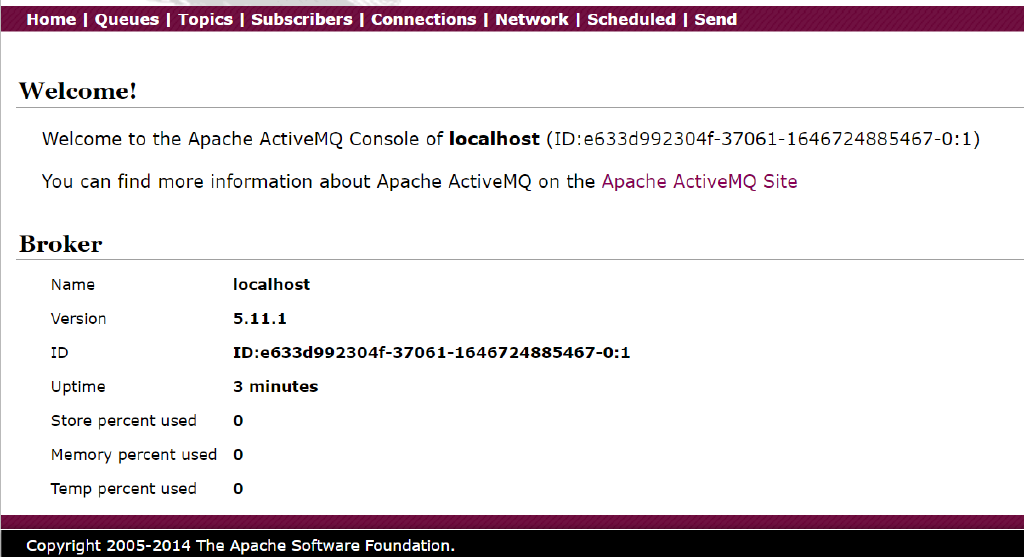 Home | Queues | Topics | Subscribers | Connections | Network | Scheduled | Send
Welcome!
Welcome to the Apache ActiveMQ Console of localhost (ID:e633d992304f-37061-1646724885467-0:1)
You can find more information about Apache ActiveMQ on the Apache ActiveMQ Site
Broker
Name localhost
Version 5.11.1
ID ID:e633d992304f-37061-1646724885467-0:1
Uptime 3 minutes
Store percent used 0
Memory percent used 0
Temp percent used 0
Copyright 2005-2014 The Apache Software Foundation.